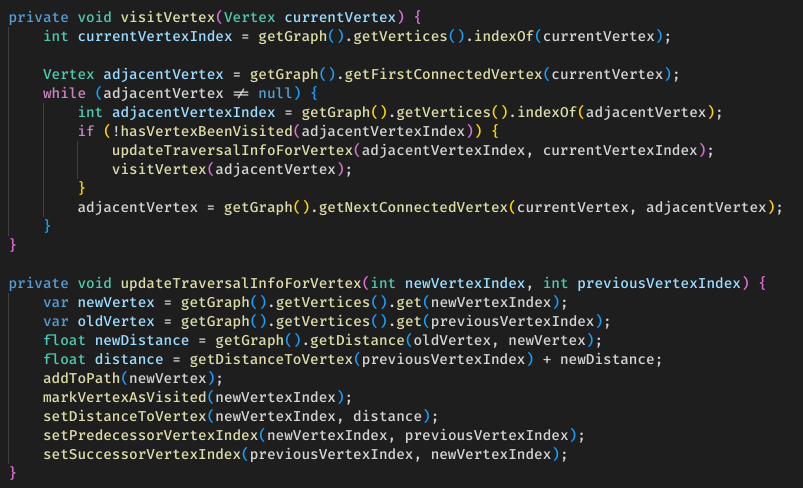 private void visitVertex(Vertex currentVertex) {
    int currentVertexIndex = getGraph().getVertices().indexOf(currentVertex);

    Vertex adjacentVertex = getGraph().getFirstConnectedVertex(currentVertex);
    while (adjacentVertex ≠ null) {
        int adjacentVertexIndex = getGraph().getVertices().indexOf(adjacentVertex);
        if (!hasVertexBeenVisited(adjacentVertexIndex)) {
            updateTraversalInfoForVertex(adjacentVertexIndex, currentVertexIndex);
            visitVertex(adjacentVertex);
        }
        adjacentVertex = getGraph().getNextConnectedVertex(currentVertex, adjacentVertex);
    }
}

private void updateTraversalInfoForVertex(int newVertexIndex, int previousVertexIndex) {
    var newVertex = getGraph().getVertices().get(newVertexIndex);
    var oldVertex = getGraph().getVertices().get(previousVertexIndex);
    float newDistance = getGraph().getDistance(oldVertex, newVertex);
    float distance = getDistanceToVertex(previousVertexIndex) + newDistance;
    addToPath(newVertex);
    markVertexAsVisited(newVertexIndex);
    setDistanceToVertex(newVertexIndex, distance);
    setPredecessorVertexIndex(newVertexIndex, previousVertexIndex);
    setSuccessorVertexIndex(previousVertexIndex, newVertexIndex);
}